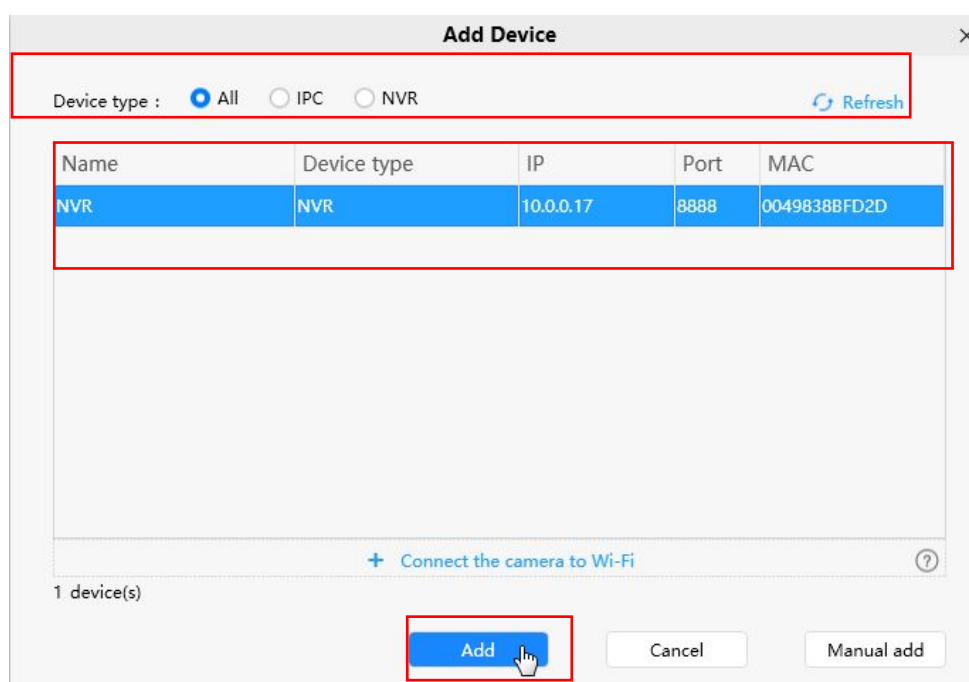 Add Device
Device type : All IPC NVR Refresh
Name Device type IP Port MAC
NVR NVR 10.0.0.17 8888 0049838BFD2D
+ Connect the camera to Wi-Fi ?
1 device(s)
Add Cancel Manual add